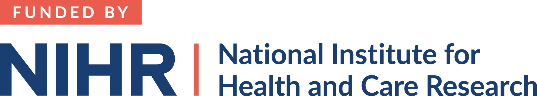 FUNDED BY
NIHR
National Institute for
Health and Care Research